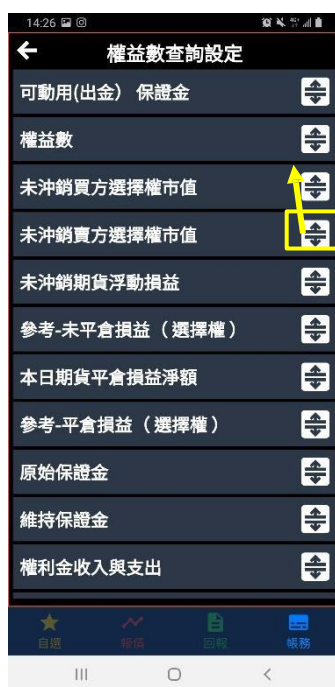 14:26
權益數查詢設定
可動用(出金） 保證金
權益數
未沖銷買方選擇權市值
未沖銷賣方選擇權市值
未沖銷期貨浮動損益
參考-未平倉損益（選擇權）
本日期貨平倉損益淨額
參考-平倉損益（選擇權）
原始保證金
維持保證金
權利金收入與支出
自選 報價 回報 帳務